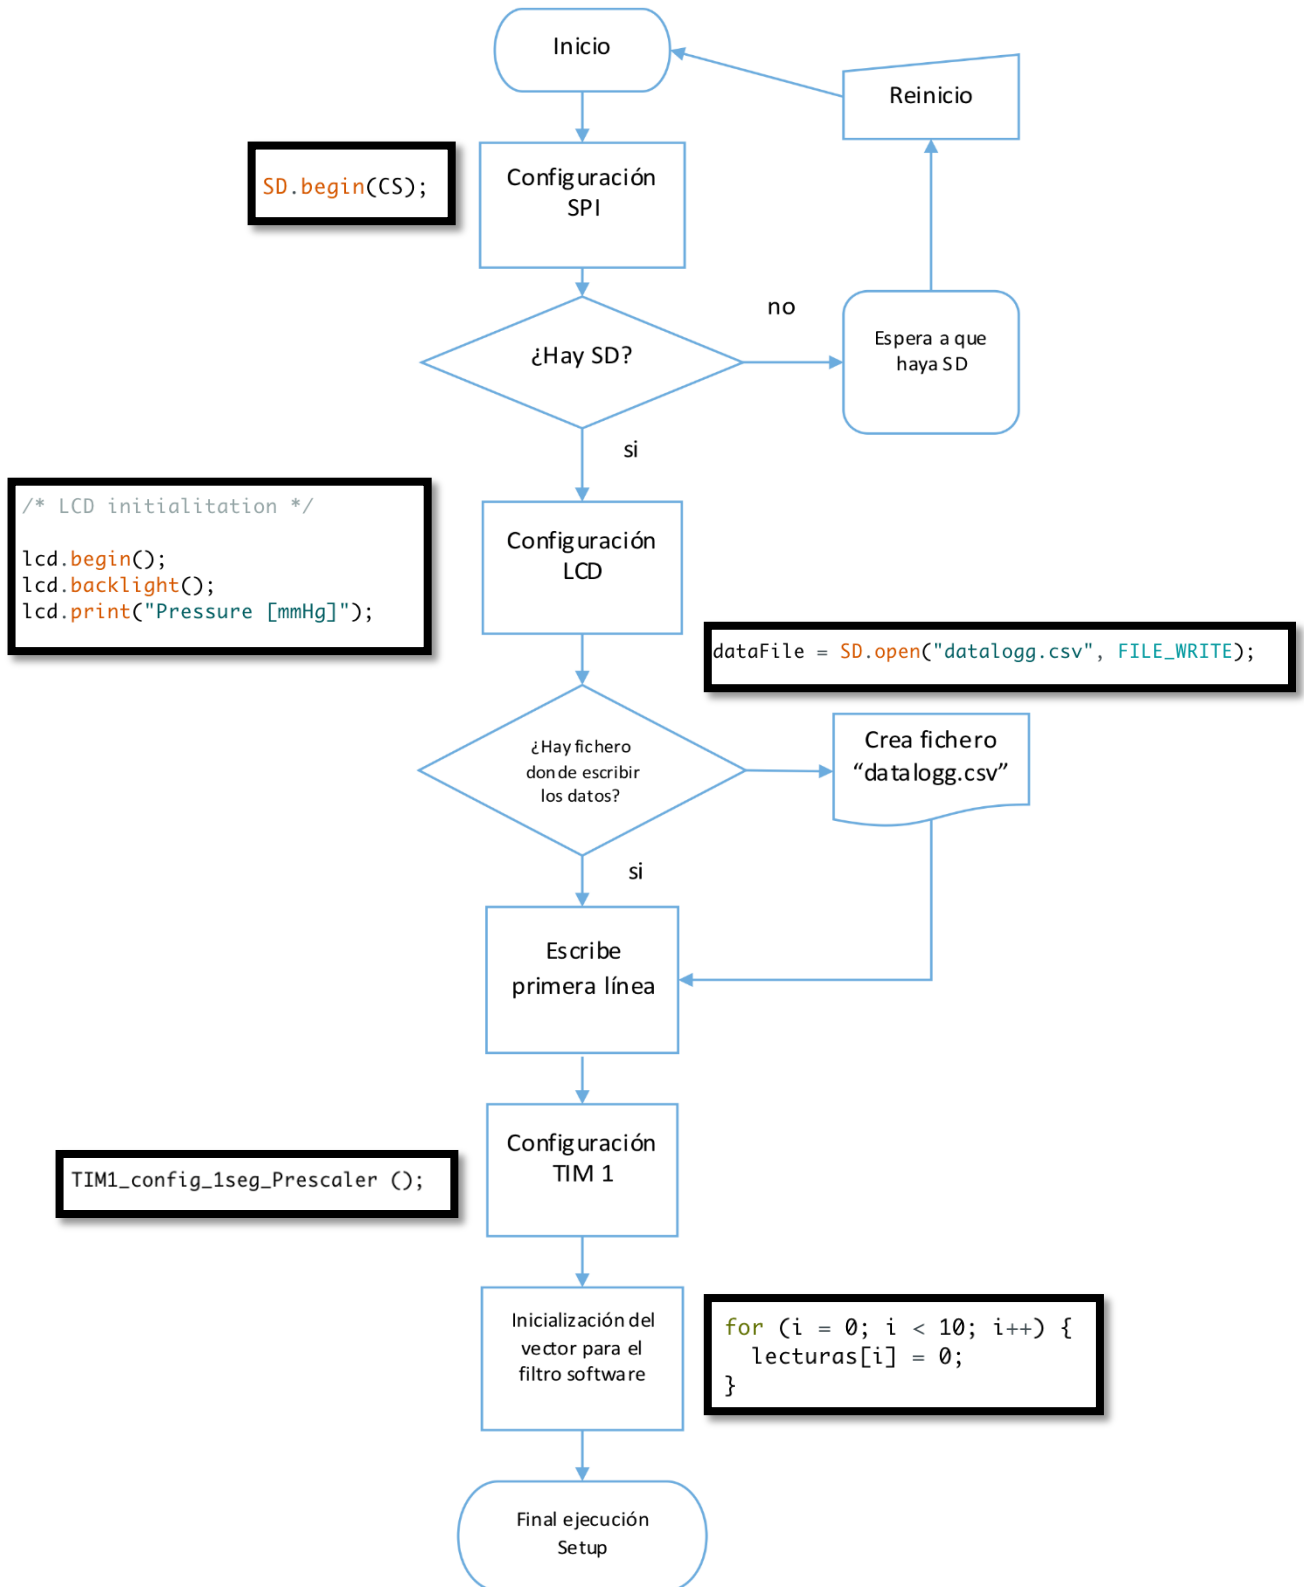 Inicio
Reinicio
SD.begin(CS);
Configuración
SPI
no
¿Hay SD?
Espera a que
haya SD
si
/* LCD initialitation */
lcd.begin();
lcd.backlight();
lcd.print("Pressure [mmHg]");
Configuración
LCD
dataFile = SD.open("datalogg.csv", FILE_WRITE);
¿Hay fichero
donde escribir
los datos?
Crea fichero
“datalogg.csv”
si
Escribe
primera línea
Configuración
TIM 1
TIM1_config_1seg_Prescaler ();
Inicialización del
vector para el
filtro software
for (i = 0; i < 10; i++) {
lecturas[i] = 0;
}
Final ejecución
Setup